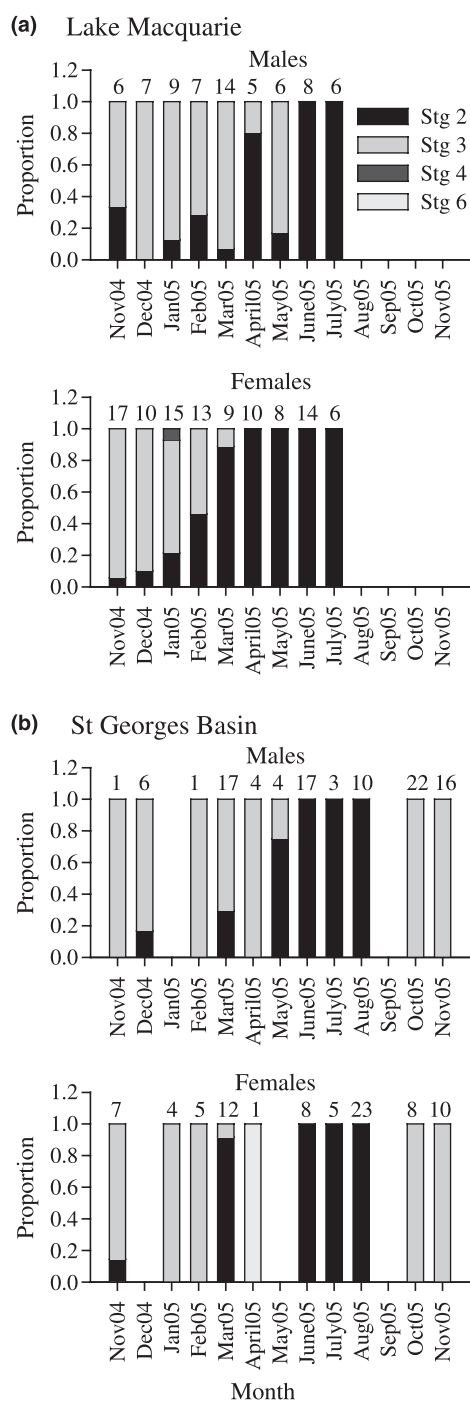 (a) Lake Macquarie
Males
6 7 9 7 14 5 6 8 6
1.2
1.0
0.8
0.6
0.4
0.2
0.0
Proportion
Stg 2
Stg 3
Stg 4
Stg 6
Nov04 Dec04 Jan05 Feb05 Mar05 April05 May05 June05 July05 Aug05 Sep05 Oct05 Nov05
Females
17 10 15 13 9 10 8 14 6
1.2
1.0
0.8
0.6
0.4
0.2
0.0
Proportion
Nov04 Dec04 Jan05 Feb05 Mar05 April05 May05 June05 July05 Aug05 Sep05 Oct05 Nov05
(b) St Georges Basin
Males
1 6 1 17 4 4 17 3 10 22 16
1.2
1.0
0.8
0.6
0.4
0.2
0.0
Proportion
Nov04 Dec04 Jan05 Feb05 Mar05 April05 May05 June05 July05 Aug05 Sep05 Oct05 Nov05
Females
7 4 5 12 1 8 5 23 8 10
1.2
1.0
0.8
0.6
0.4
0.2
0.0
Proportion
Nov04 Dec04 Jan05 Feb05 Mar05 April05 May05 June05 July05 Aug05 Sep05 Oct05 Nov05
Month